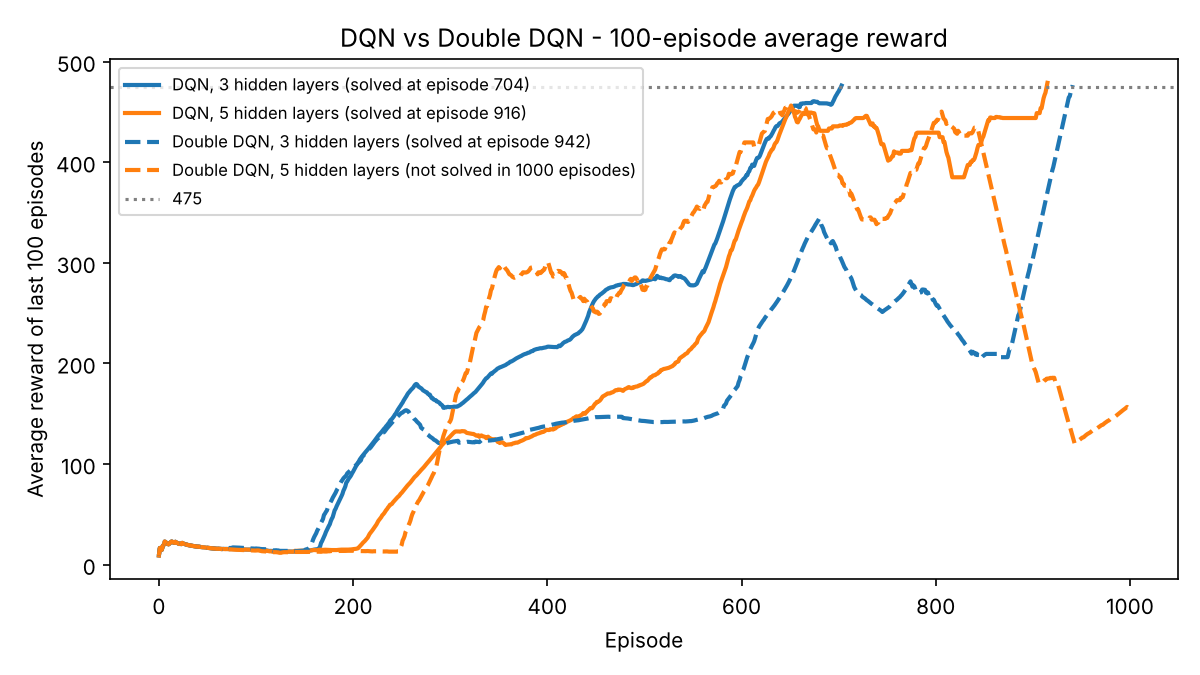 DQN vs Double DQN - 100-episode average reward
DQN, 3 hidden layers (solved at episode 704)
DQN, 5 hidden layers (solved at episode 916)
Double DQN, 3 hidden layers (solved at episode 942)
Double DQN, 5 hidden layers (not solved in 1000 episodes)
475
Average reward of last 100 episodes
500
400
300
200
100
0
0
200
400
600
800
1000
Episode